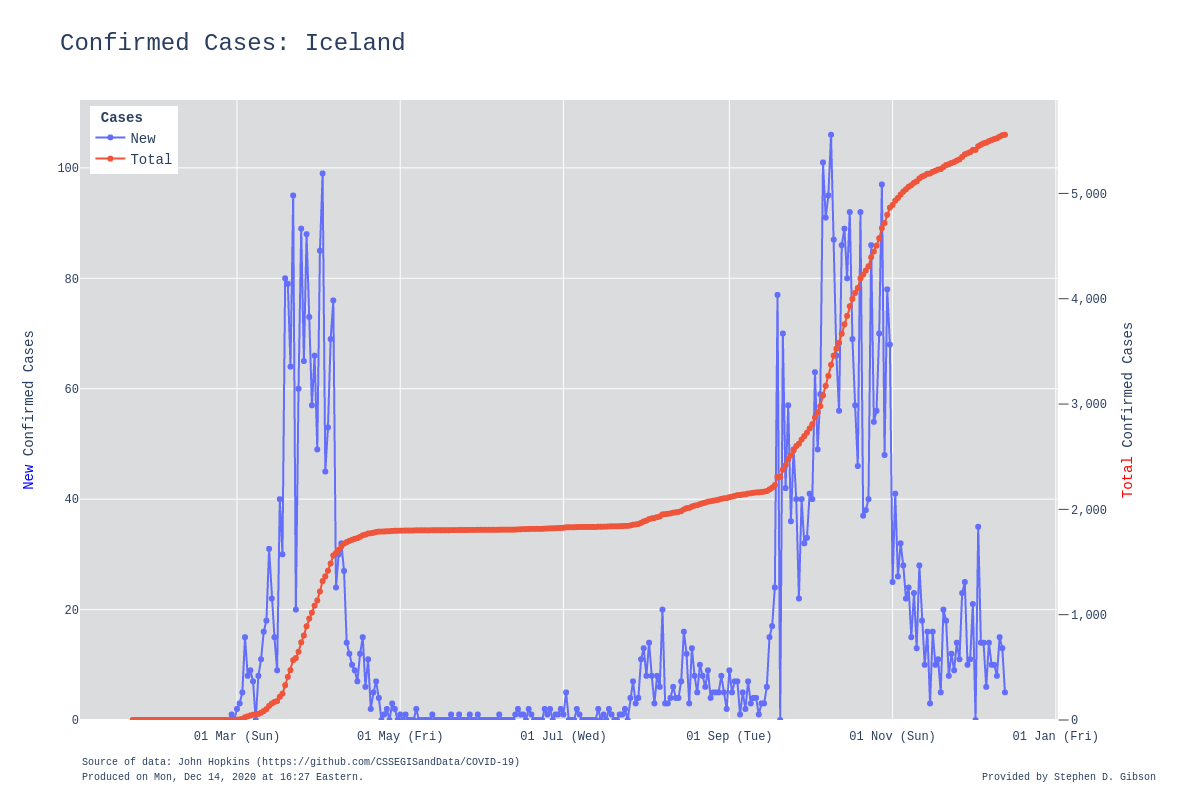 Confirmed Cases: Iceland
Cases
New
Total
100
80
60
40
20
0
5,000
4,000
3,000
2,000
1,000
0
New Confirmed Cases
Total Confirmed Cases
01 Mar (Sun)
01 May (Fri)
01 Jul (Wed)
01 Sep (Tue)
01 Nov (Sun)
01 Jan (Fri)
Source of data: John Hopkins (https://github.com/CSSEGISandData/COVID-19)
Produced on Mon, Dec 14, 2020 at 16:27 Eastern.
Provided by Stephen D. Gibson